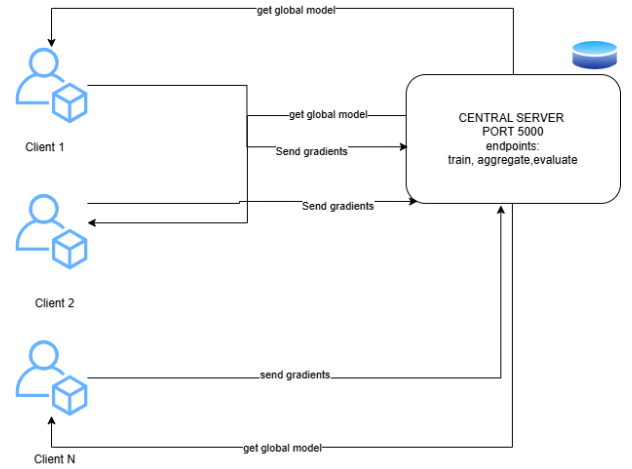 get global model
get global model
CENTRAL SERVER
PORT 5000
endpoints:
train, aggregate,evaluate
Client 1
Send gradients
Send gradients
Client 2
send gradients
get global model
Client N